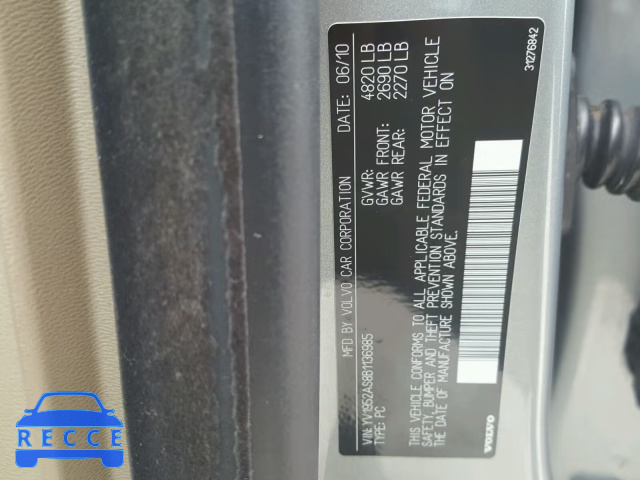 MFD BY VOLVO CAR CORPORATION DATE: 06/10
GVWR: 4820 LB
GAWR FRONT: 2690 LB
GAWR REAR: 2270 LB
VIN: YV1952AS8B1136985
TYPE: PC
THIS VEHICLE CONFORMS TO ALL APPLICABLE FEDERAL MOTOR VEHICLE
SAFETY, BUMPER AND THEFT PREVENTION STANDARDS IN EFFECT ON
THE DATE OF MANUFACTURE SHOWN ABOVE.
VOLVO
31276842
RECCE